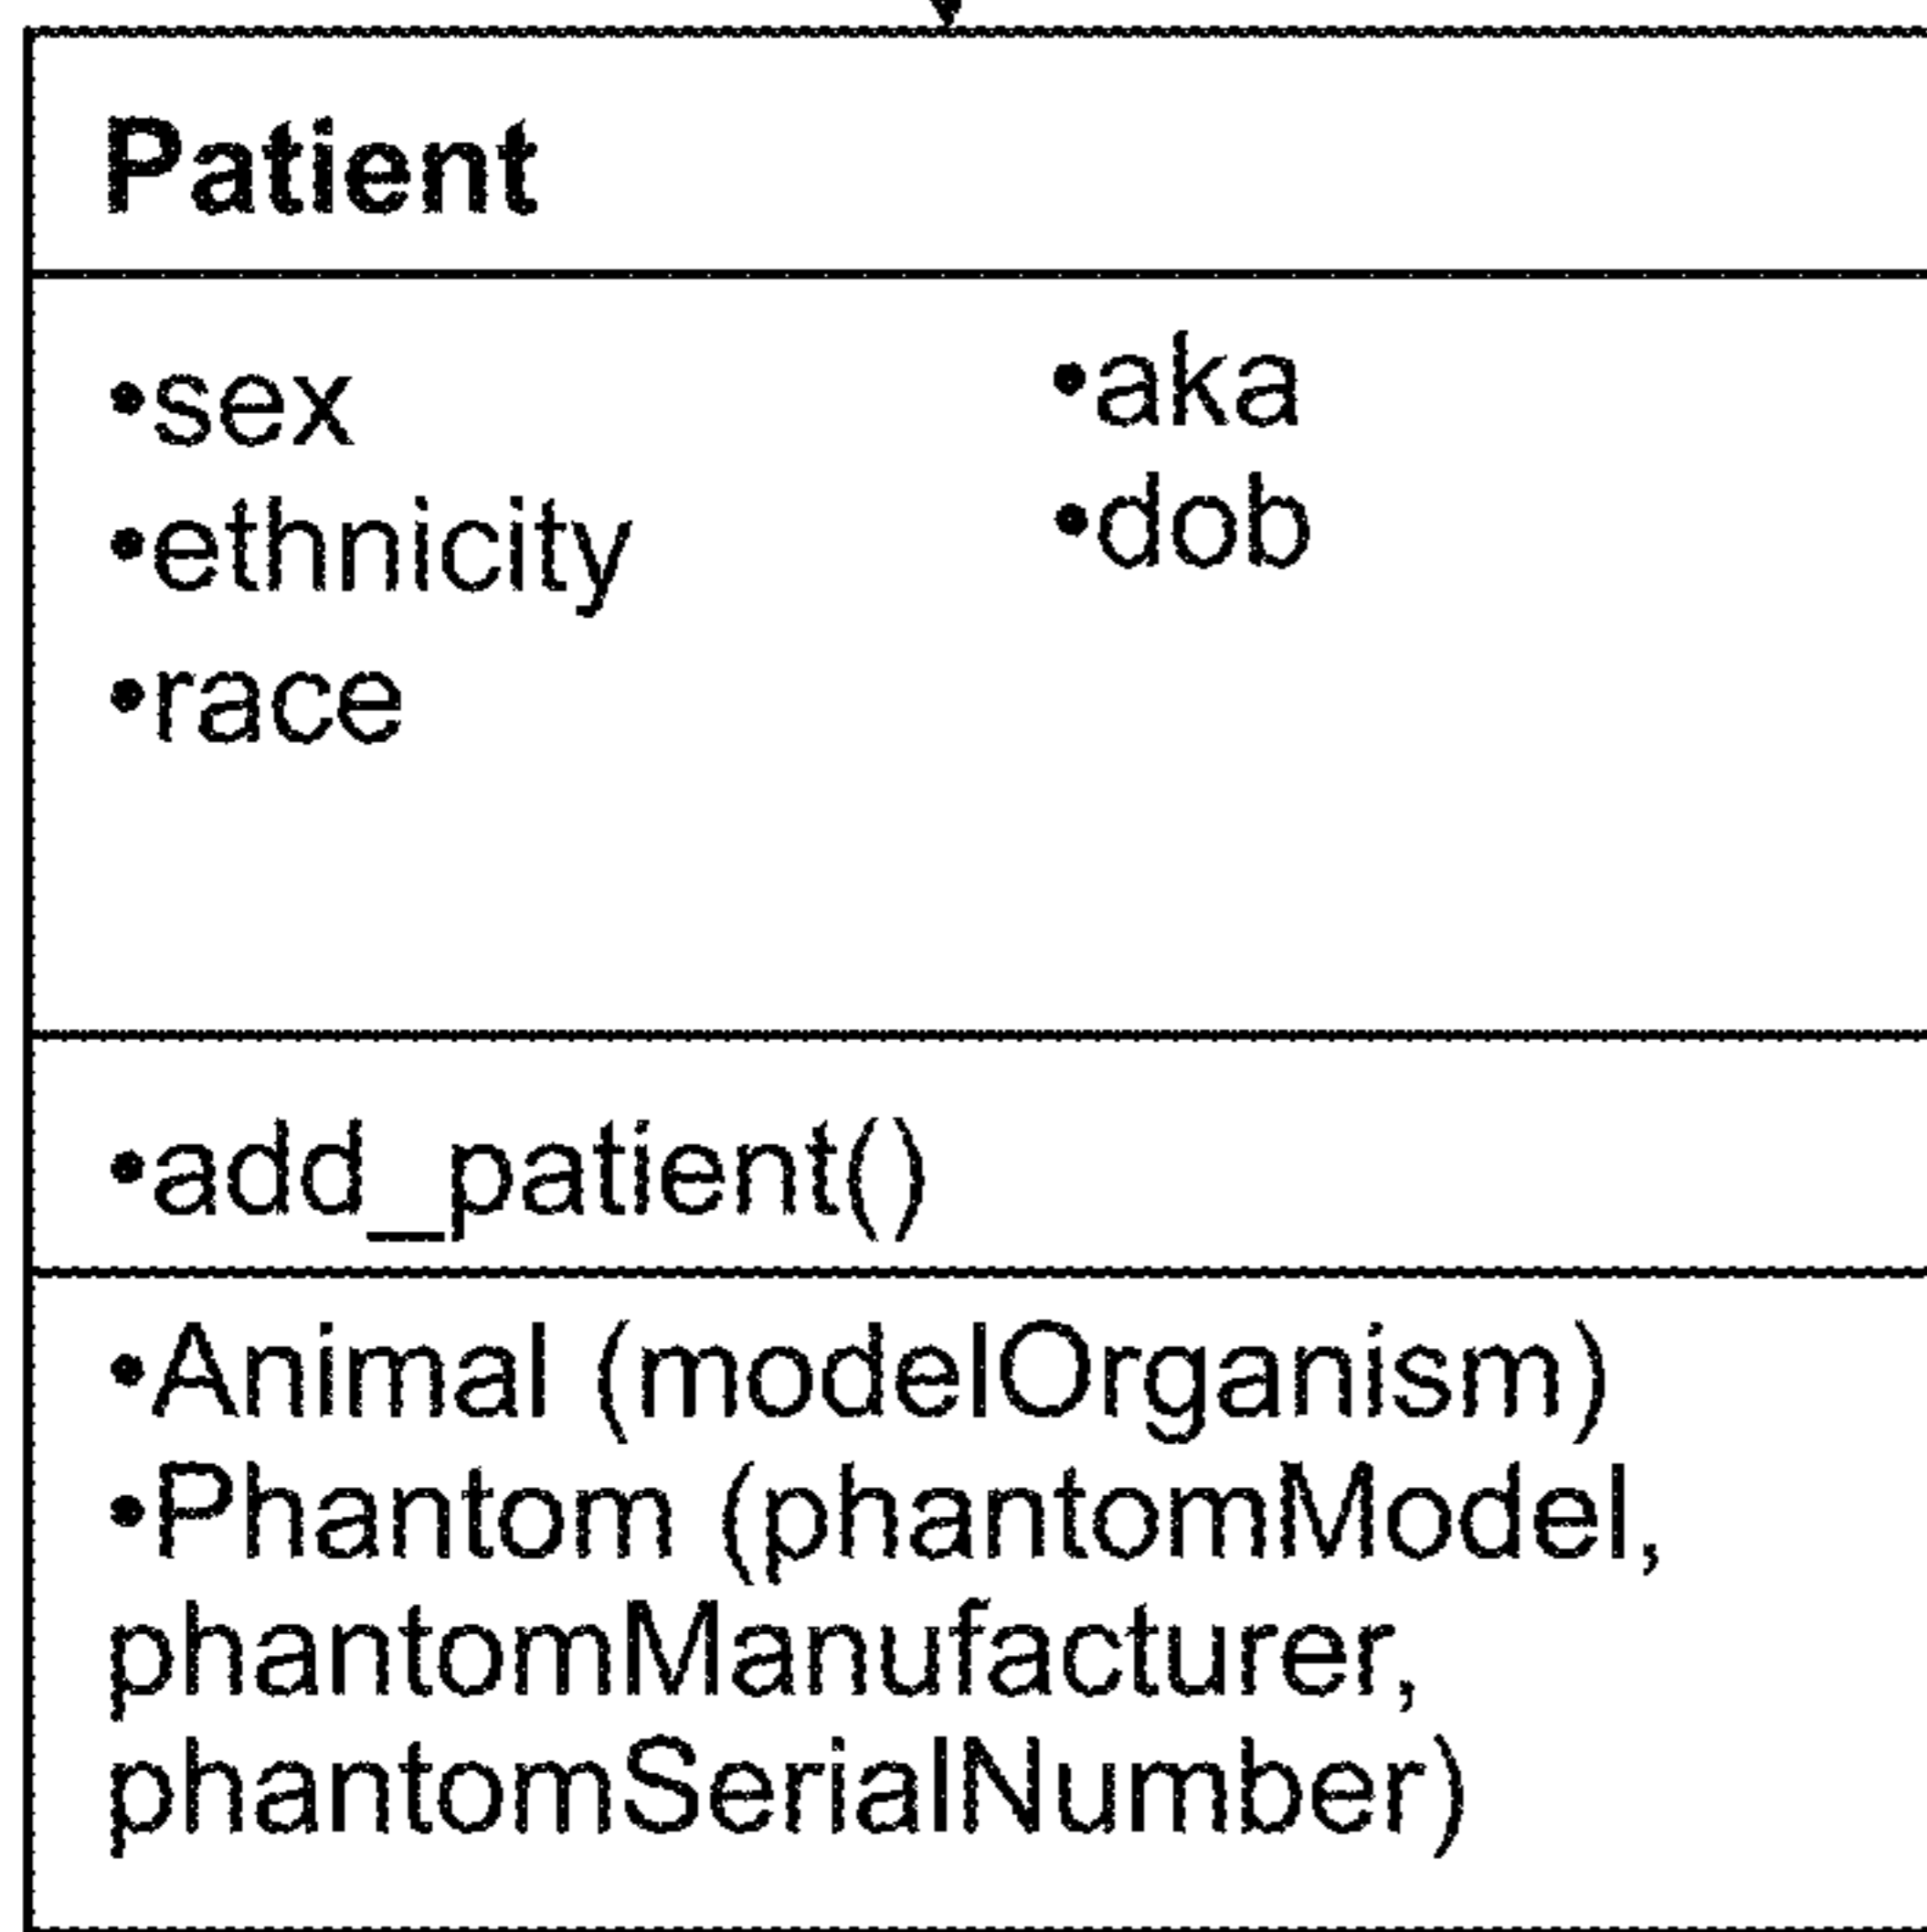 Patient
•sex
•ethnicity
•race
•aka
•dob
•add_patient()
•Animal (modelOrganism)
•Phantom (phantomModel,
phantomManufacturer,
phantomSerialNumber)